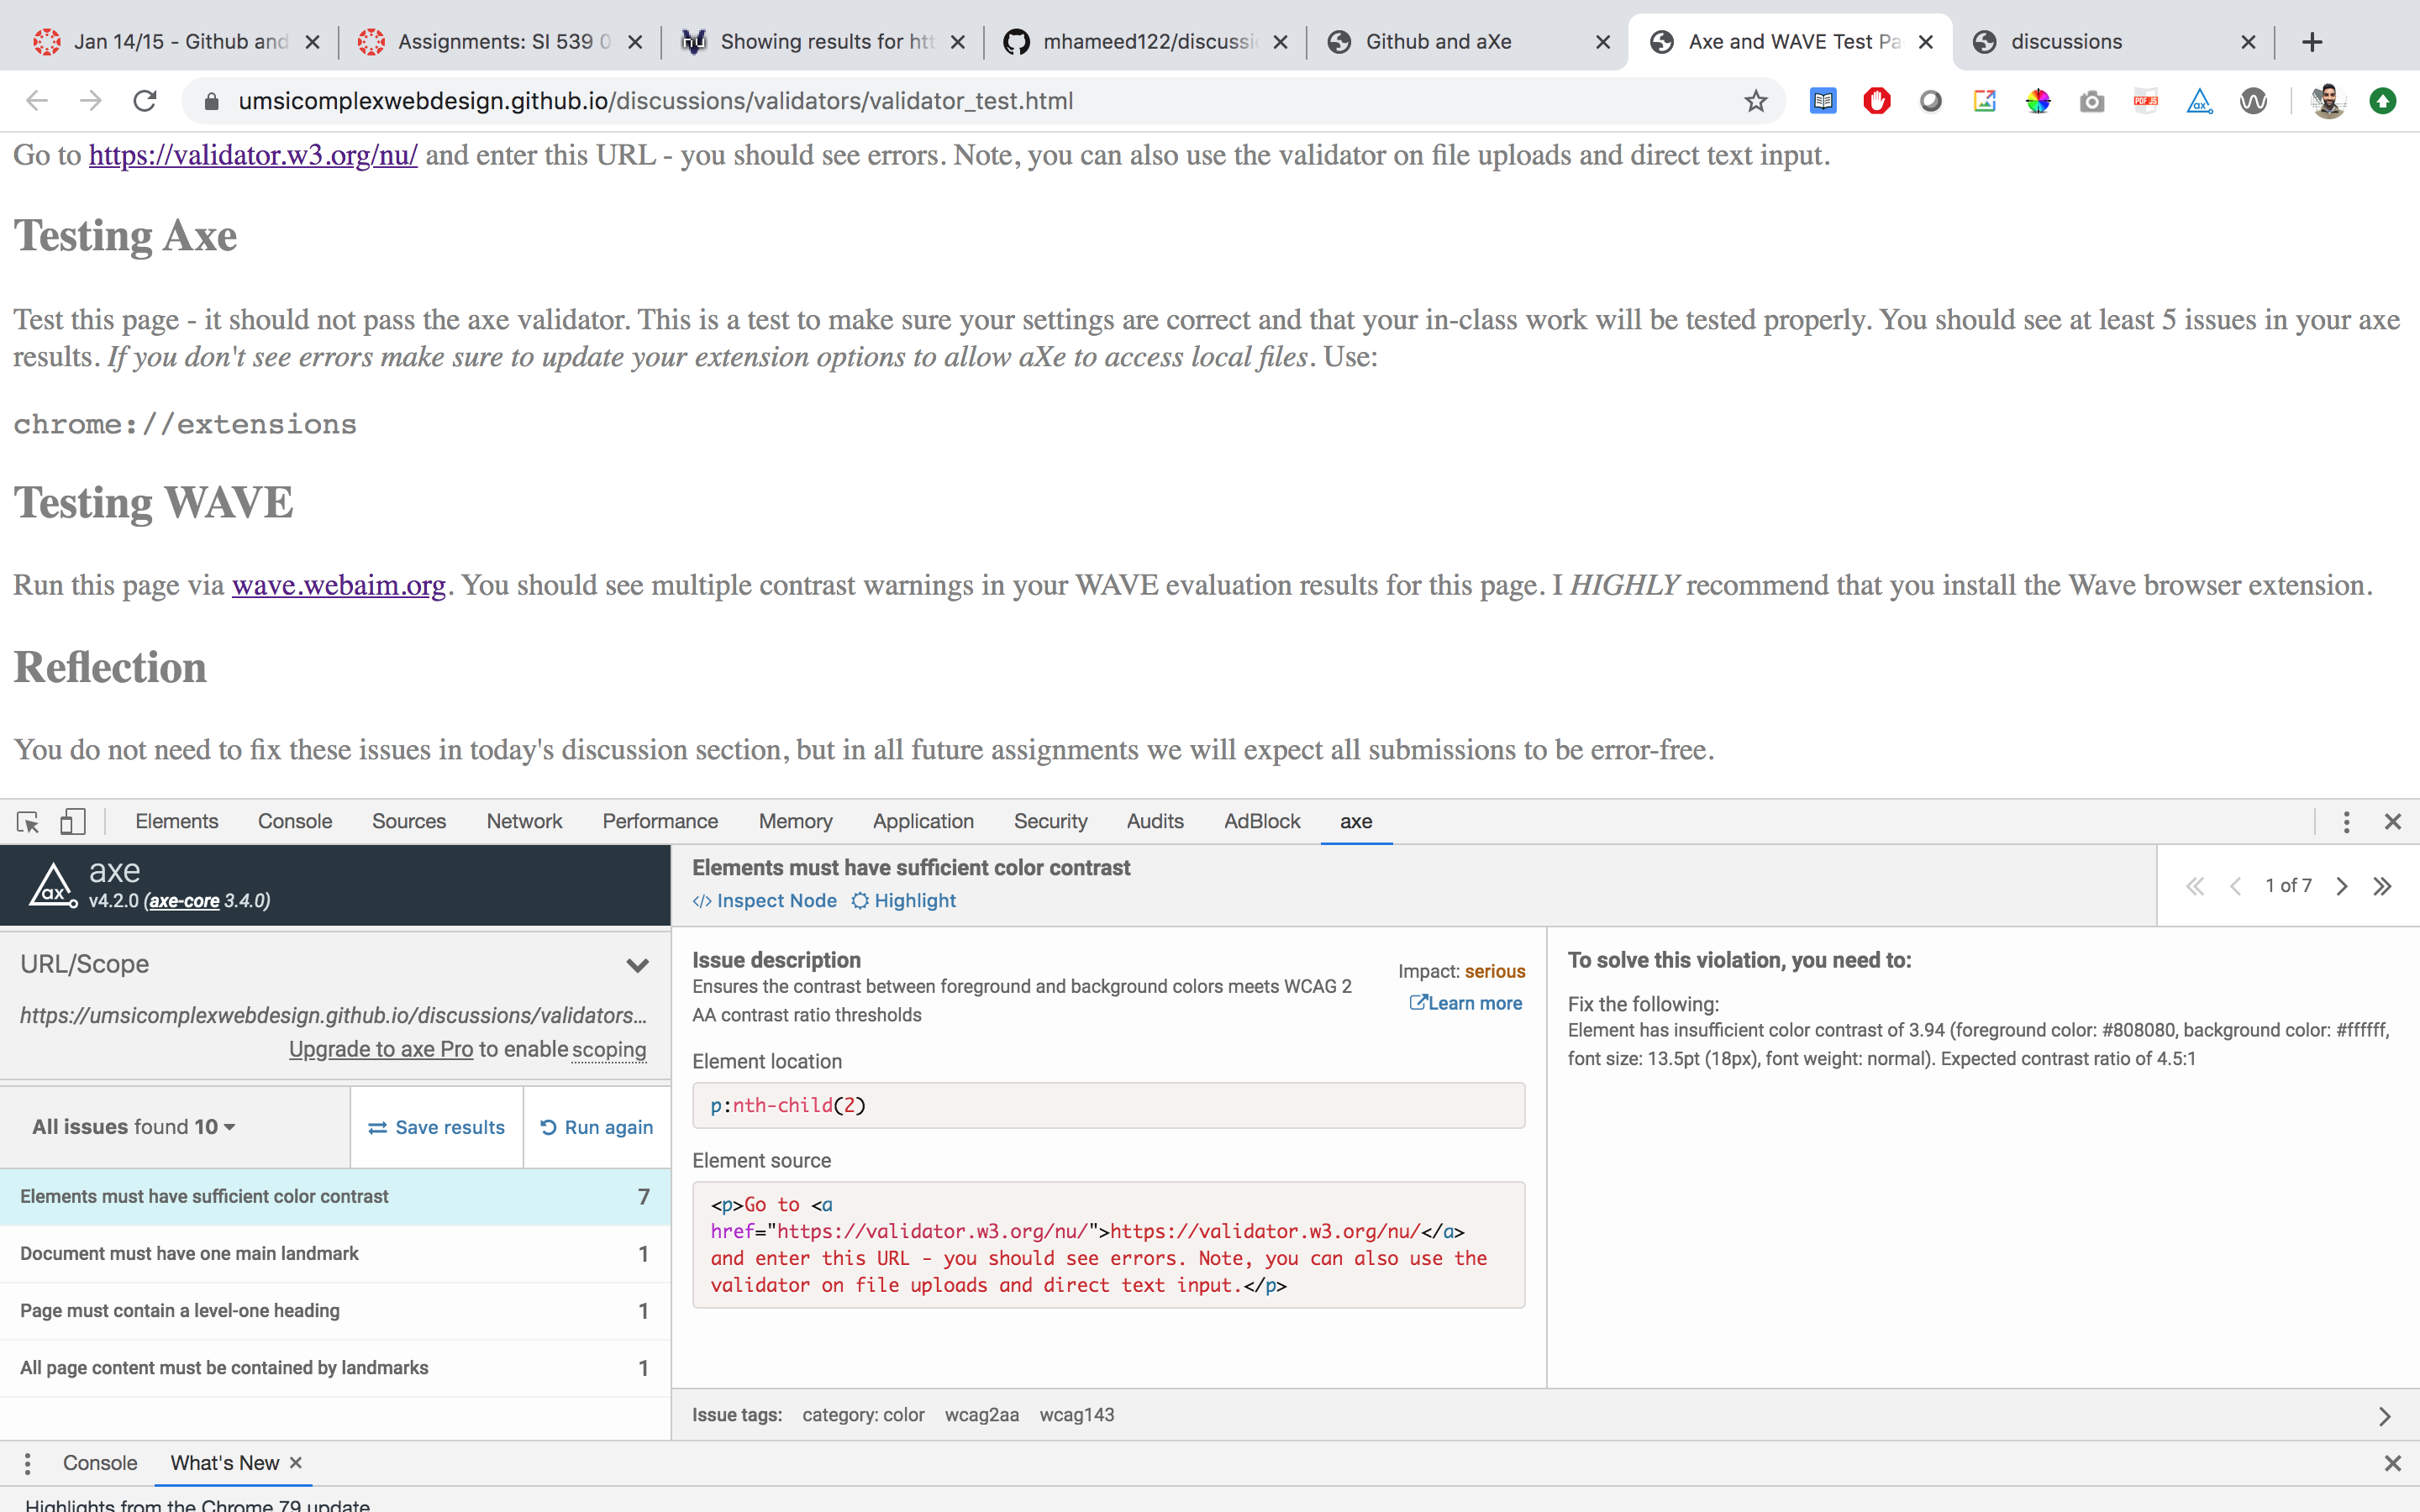 Jan 14/15 - Github and
Assignments: SI 539 0
Showing results for htt
mhameed122/discussi
Github and aXe
Axe and WAVE Test Pa
discussions
umsicomplexwebdesign.github.io/discussions/validators/validator_test.html
Go to https://validator.w3.org/nu/ and enter this URL - you should see errors. Note, you can also use the validator on file uploads and direct text input.
Testing Axe
Test this page - it should not pass the axe validator. This is a test to make sure your settings are correct and that your in-class work will be tested properly. You should see at least 5 issues in your axe
results. If you don't see errors make sure to update your extension options to allow aXe to access local files. Use:
chrome://extensions
Testing WAVE
Run this page via wave.webaim.org. You should see multiple contrast warnings in your WAVE evaluation results for this page. I HIGHLY recommend that you install the Wave browser extension.
Reflection
You do not need to fix these issues in today's discussion section, but in all future assignments we will expect all submissions to be error-free.
Elements Console Sources Network Performance Memory Application Security Audits AdBlock axe
ax
axe
v4.2.0 (axe-core 3.4.0)
URL/Scope
https://umsicomplexwebdesign.github.io/discussions/validators...
Upgrade to axe Pro to enable scoping
All issues found 10
Save results
Run again
Elements must have sufficient color contrast 7
Document must have one main landmark 1
Page must contain a level-one heading 1
All page content must be contained by landmarks 1
Elements must have sufficient color contrast
</> Inspect Node Highlight
1 of 7
Issue description
Ensures the contrast between foreground and background colors meets WCAG 2
AA contrast ratio thresholds
Impact: serious
Learn more
Element location
p:nth-child(2)
Element source
<p>Go to <a
href="https://validator.w3.org/nu/">https://validator.w3.org/nu/</a>
and enter this URL - you should see errors. Note, you can also use the
validator on file uploads and direct text input.</p>
To solve this violation, you need to:
Fix the following:
Element has insufficient color contrast of 3.94 (foreground color: #808080, background color: #ffffff,
font size: 13.5pt (18px), font weight: normal). Expected contrast ratio of 4.5:1
Issue tags: category: color wcag2aa wcag143
Console What's New
Highlights from the Chrome 79 update